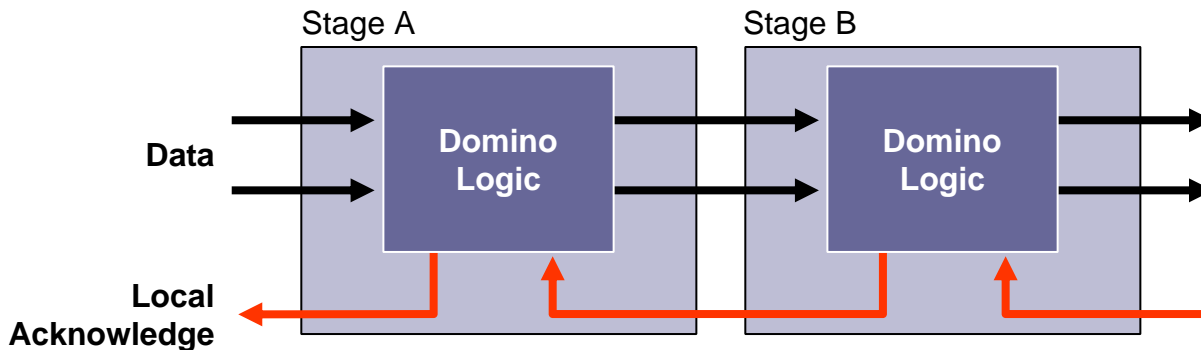 Stage A
Stage B
Data
Domino
Logic
Domino
Logic
Local
Acknowledge